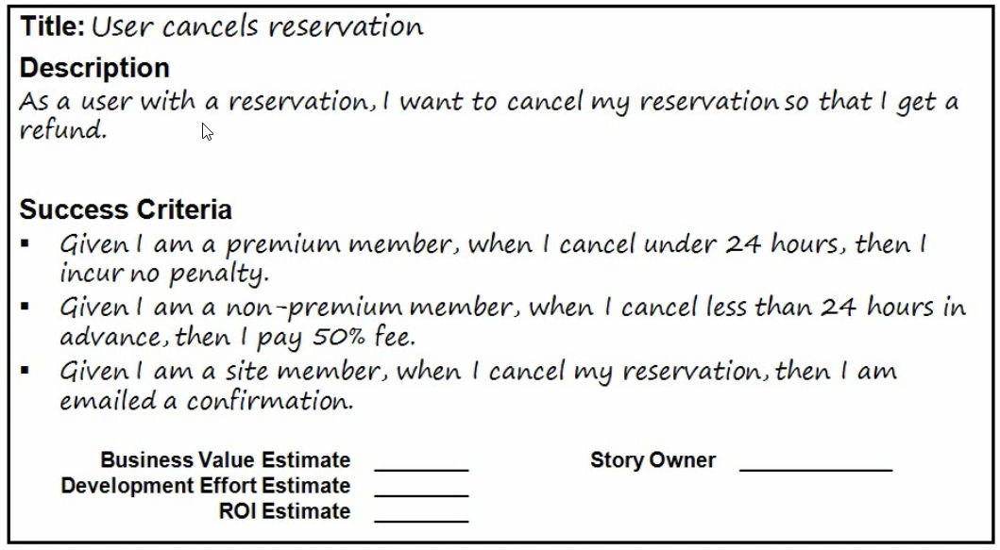 Title: User cancels reservation
Description
As a user with a reservation, I want to cancel my reservation so that I get a
refund.
Success Criteria
▪ Given I am a premium member, when I cancel under 24 hours, then I
incur no penalty.
▪ Given I am a non-premium member, when I cancel less than 24 hours in
advance, then I pay 50% fee.
▪ Given I am a site member, when I cancel my reservation, then I am
emailed a confirmation.
Business Value Estimate ________ Story Owner ________
Development Effort Estimate ________
ROI Estimate ________